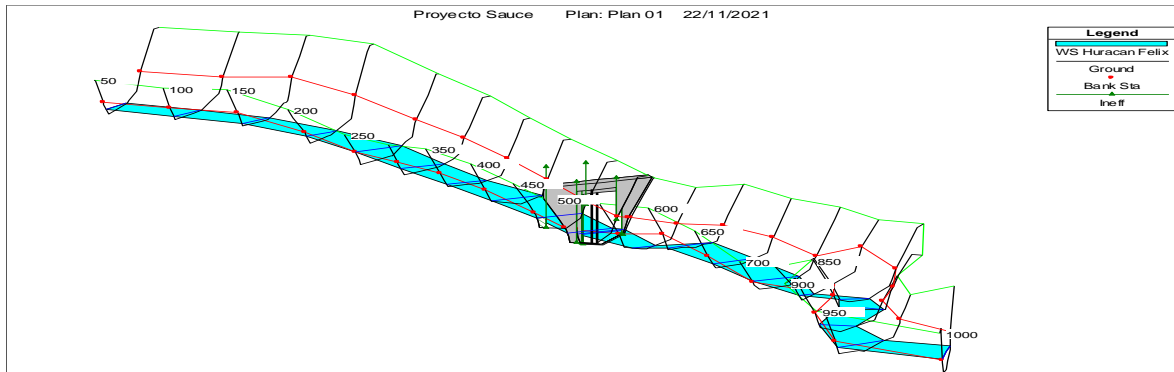 Proyecto Sauce Plan: Plan 01 22/11/2021
Legend
WS Huracan Felix
Ground
Bank Sta
Ineff
50
100
150
200
250
350
400
450
500
600
650
700
850
900
950
1000